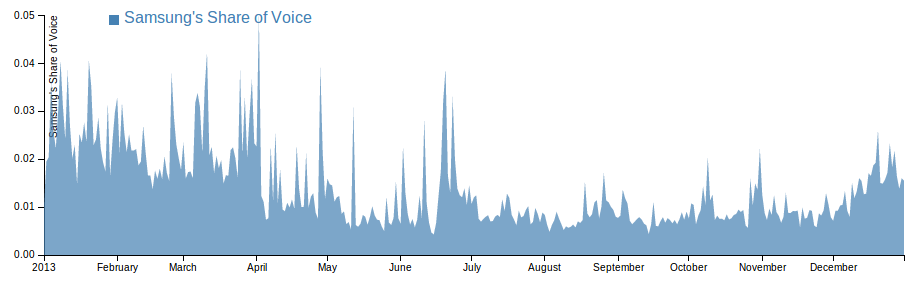 Samsung's Share of Voice
0.05
0.04
0.03
0.02
0.01
0.00
Samsung's Share of Voice
2013 February March April May June July August September October November December